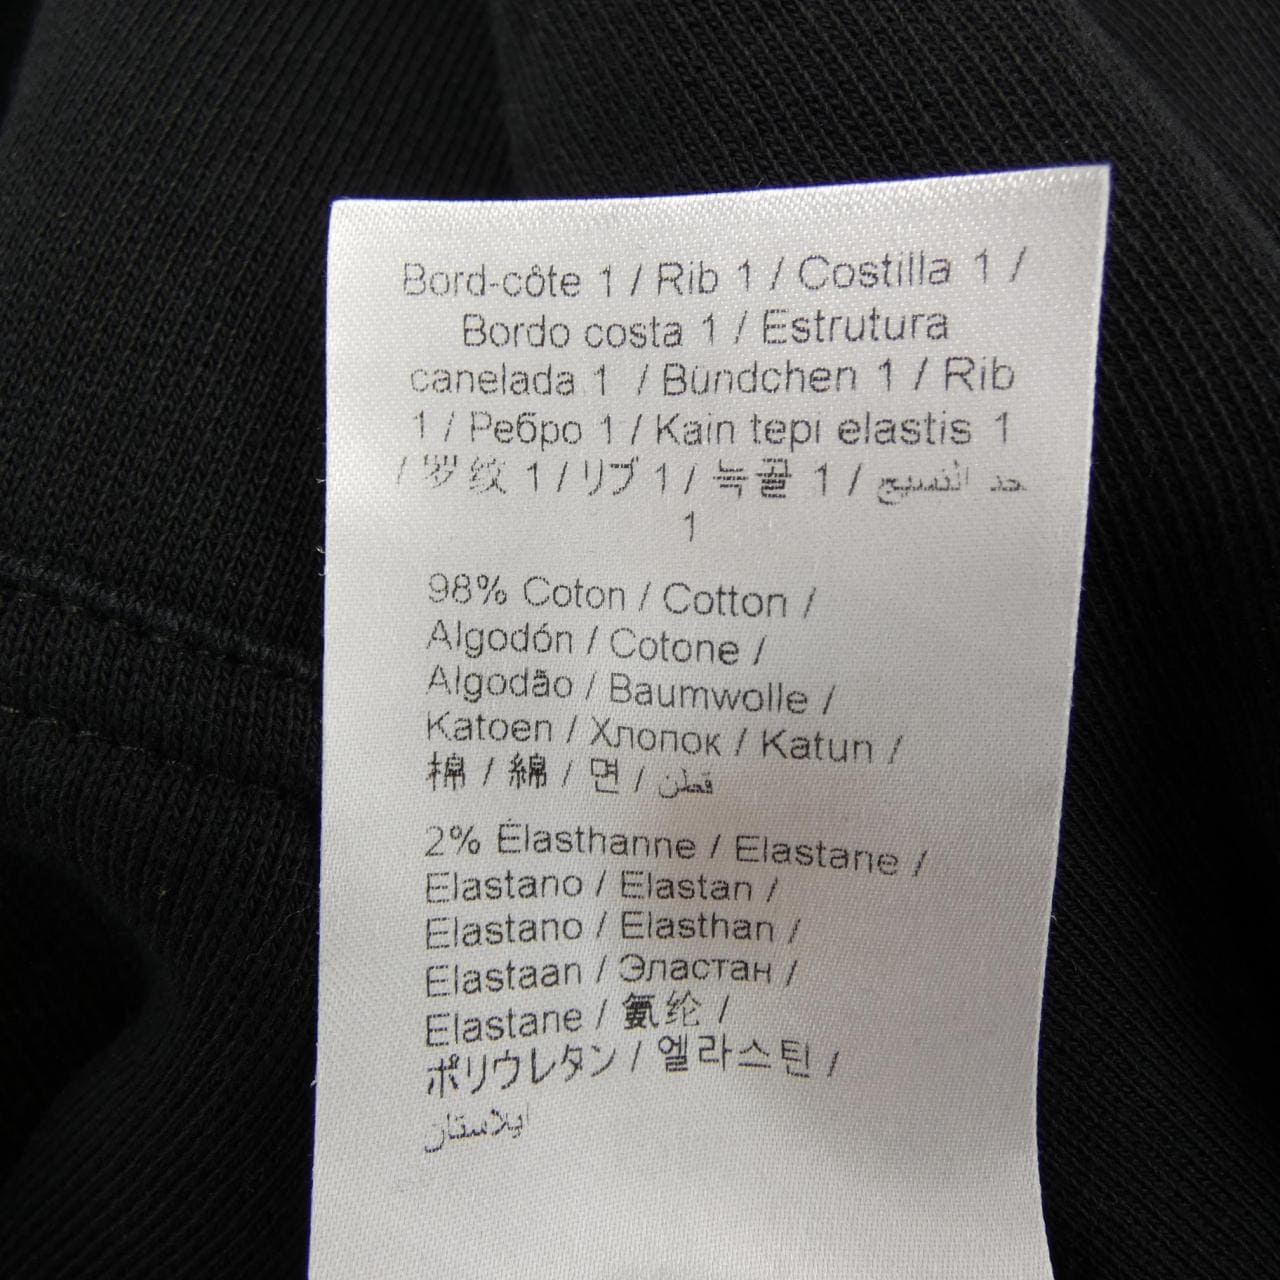 Bord-côte 1 / Rib 1 / Costilla 1 /
Bordo costa 1 / Estrutura
canelada 1 / Bündchen 1 / Rib
1 / Ребро 1 / Kain tepi elastis 1
/ 罗纹 1 / リブ 1 / 늑골 1 / حد النسيج
1
98% Coton / Cotton /
Algodón / Cotone /
Algodão / Baumwolle /
Katoen / Хлопок / Katun /
棉 / 綿 / 면 / قطن
2% Élasthanne / Elastane /
Elastano / Elastan /
Elastano / Elasthan /
Elastaan / Эластан /
Elastane / 氨纶 /
ポリウレタン / 엘라스틴 /
ايلاستان